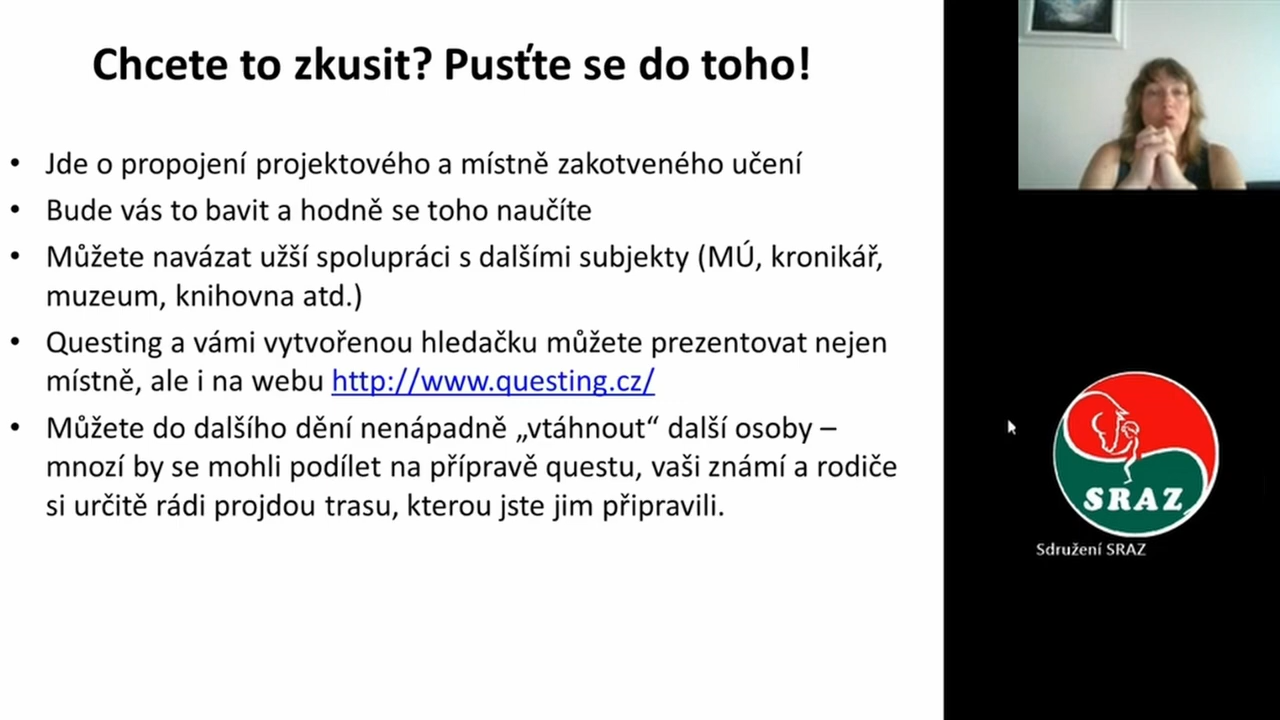 Chcete to zkusit? Pusťte se do toho!
• Jde o propojení projektového a místně zakotveného učení
• Bude vás to bavit a hodně se toho naučíte
• Můžete navázat užší spolupráci s dalšími subjekty (MÚ, kronikář,
muzeum, knihovna atd.)
• Questing a vámi vytvořenou hledačku můžete prezentovat nejen
místně, ale i na webu http://www.questing.cz/
• Můžete do dalšího dění nenápadně „vtáhnout“ další osoby –
mnozí by se mohli podílet na přípravě questu, vaši známí a rodiče
si určitě rádi projdou trasu, kterou jste jim připravili.
SRAZ
Sdružení SRAZ